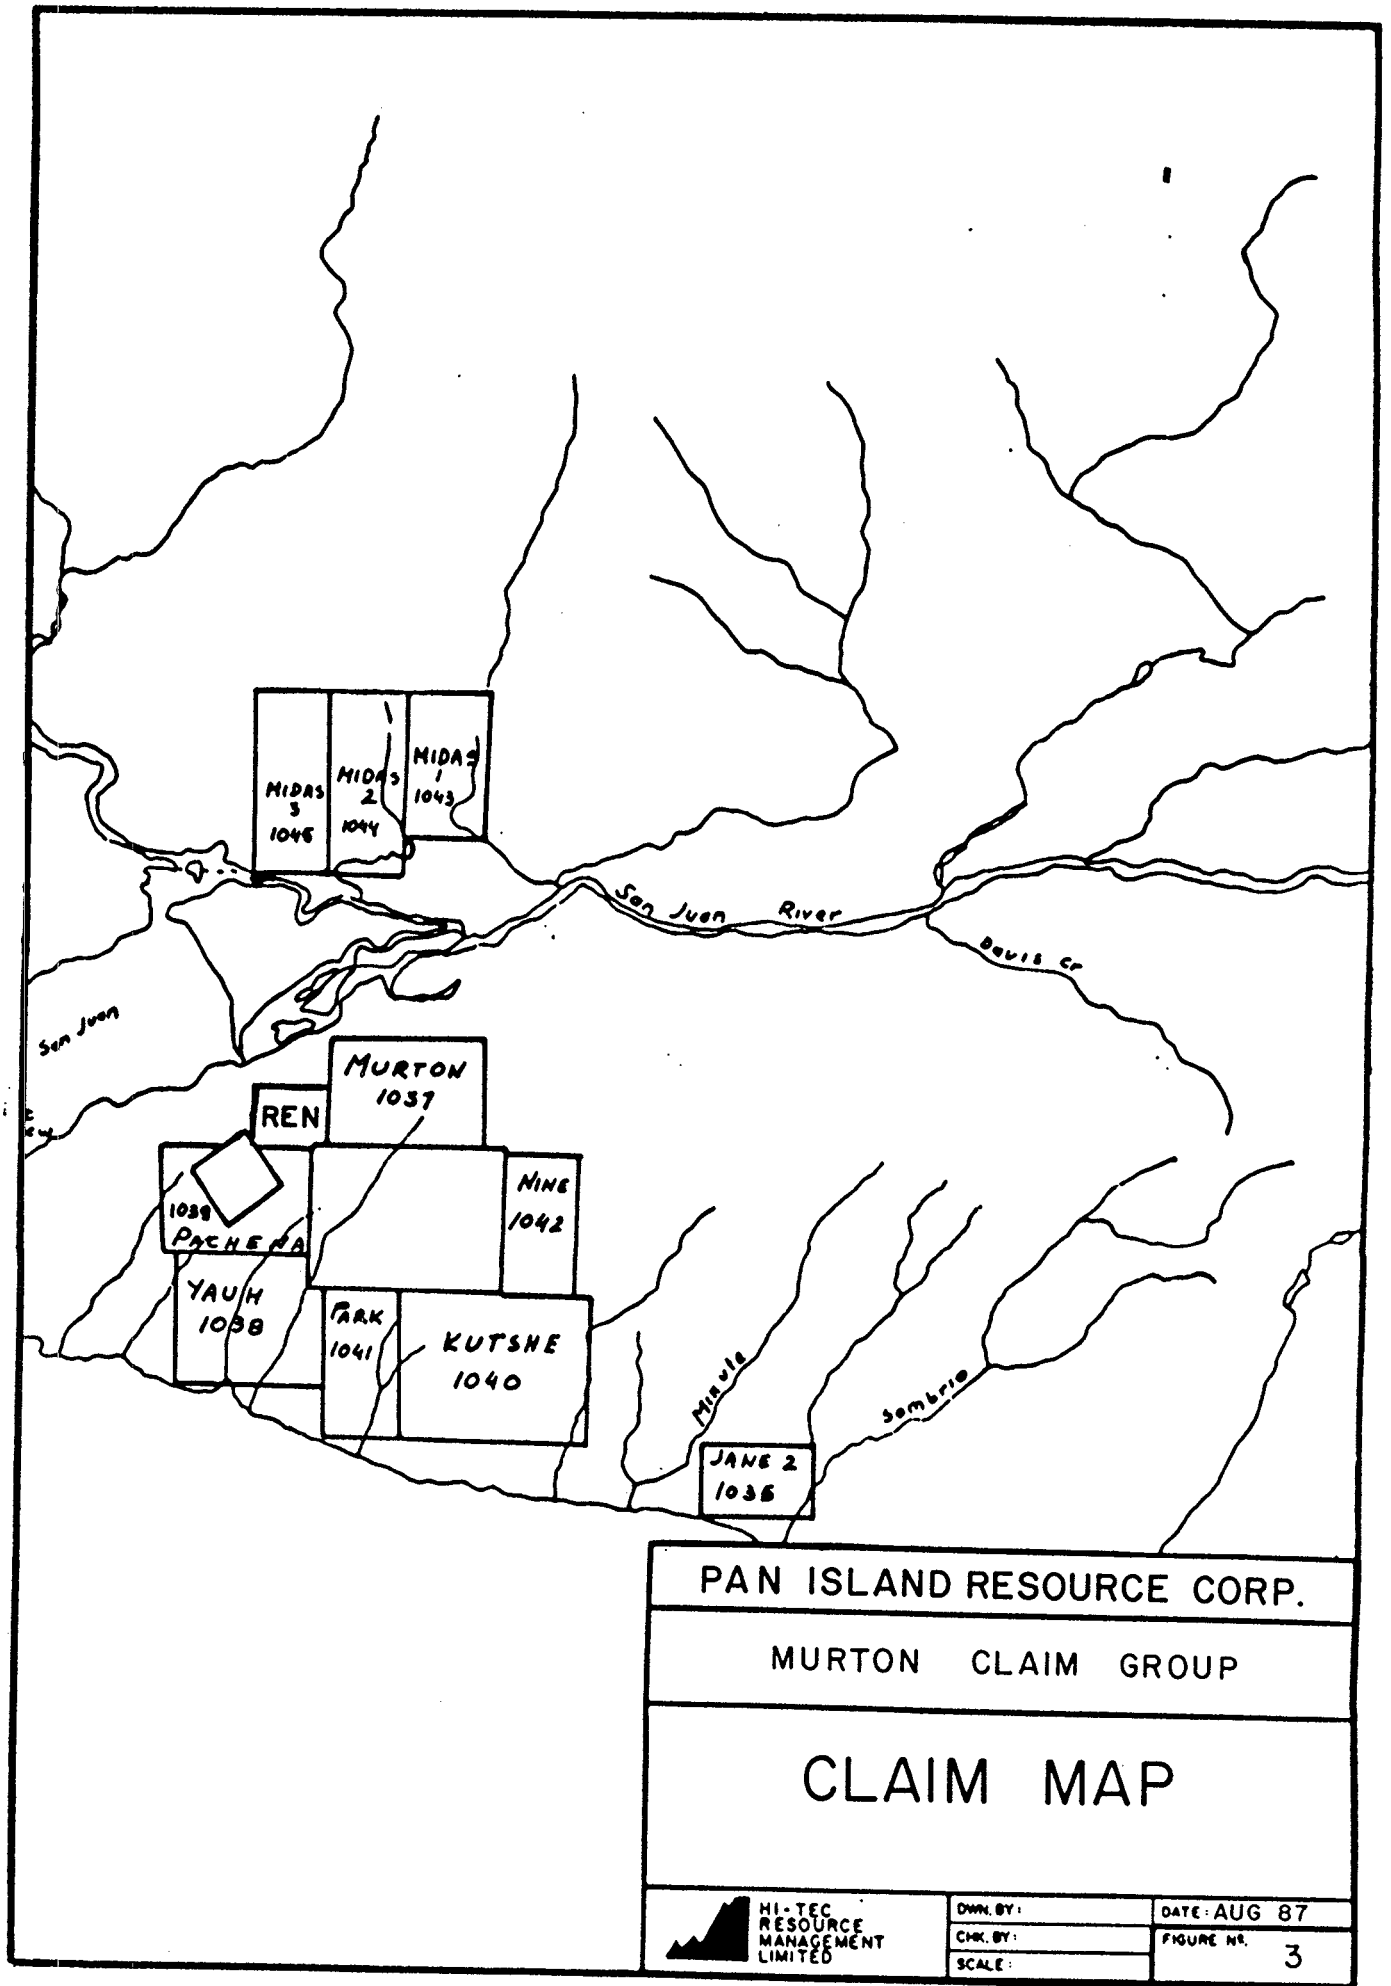 MIDAS
3
1045
MIDAS
2
1044
MIDAS
1
1043
San Juan River
Davis Cr
San Juan
MURTON
1037
REN
1039
PACHENA
NINE
1042
YAUH
1038
PARK
1041
KUTSHE
1040
Minute
Sombrio
JANE 2
1036
PAN ISLAND RESOURCE CORP.
MURTON CLAIM GROUP
CLAIM MAP
HI-TEC
RESOURCE
MANAGEMENT
LIMITED
DWN. BY:
CHK. BY:
SCALE:
DATE: AUG 87
FIGURE Nº. 3